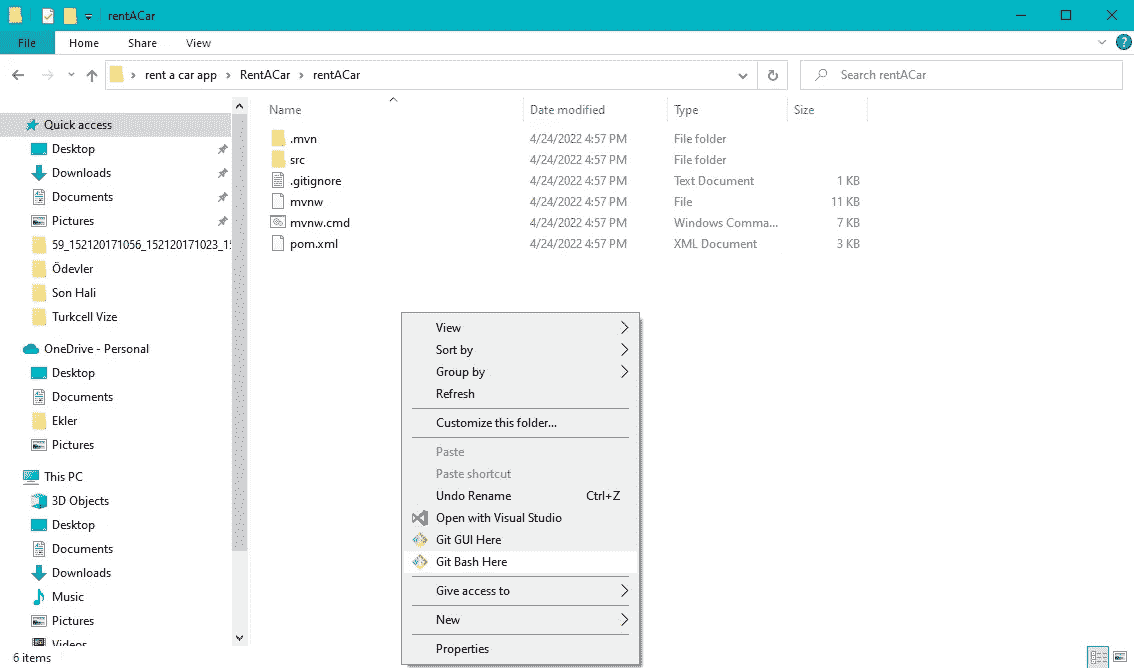 rentACar
File Home Share View
rent a car app RentACar rentACar
Search rentACar
Name Date modified Type Size
.mvn 4/24/2022 4:57 PM File folder
src 4/24/2022 4:57 PM File folder
.gitignore 4/24/2022 4:57 PM Text Document 1 KB
mvnw 4/24/2022 4:57 PM File 11 KB
mvnw.cmd 4/24/2022 4:57 PM Windows Comma... 7 KB
pom.xml 4/24/2022 4:57 PM XML Document 3 KB
Quick access
Desktop
Downloads
Documents
Pictures
59_152120171056_152120171023_15
Ödevler
Son Hali
Turkcell Vize
OneDrive - Personal
Desktop
Documents
Ekler
Pictures
This PC
3D Objects
Desktop
Documents
Downloads
Music
Pictures
Videos
View
Sort by
Group by
Refresh
Customize this folder...
Paste
Paste shortcut
Undo Rename Ctrl+Z
Open with Visual Studio
Git GUI Here
Git Bash Here
Give access to
New
Properties
6 items